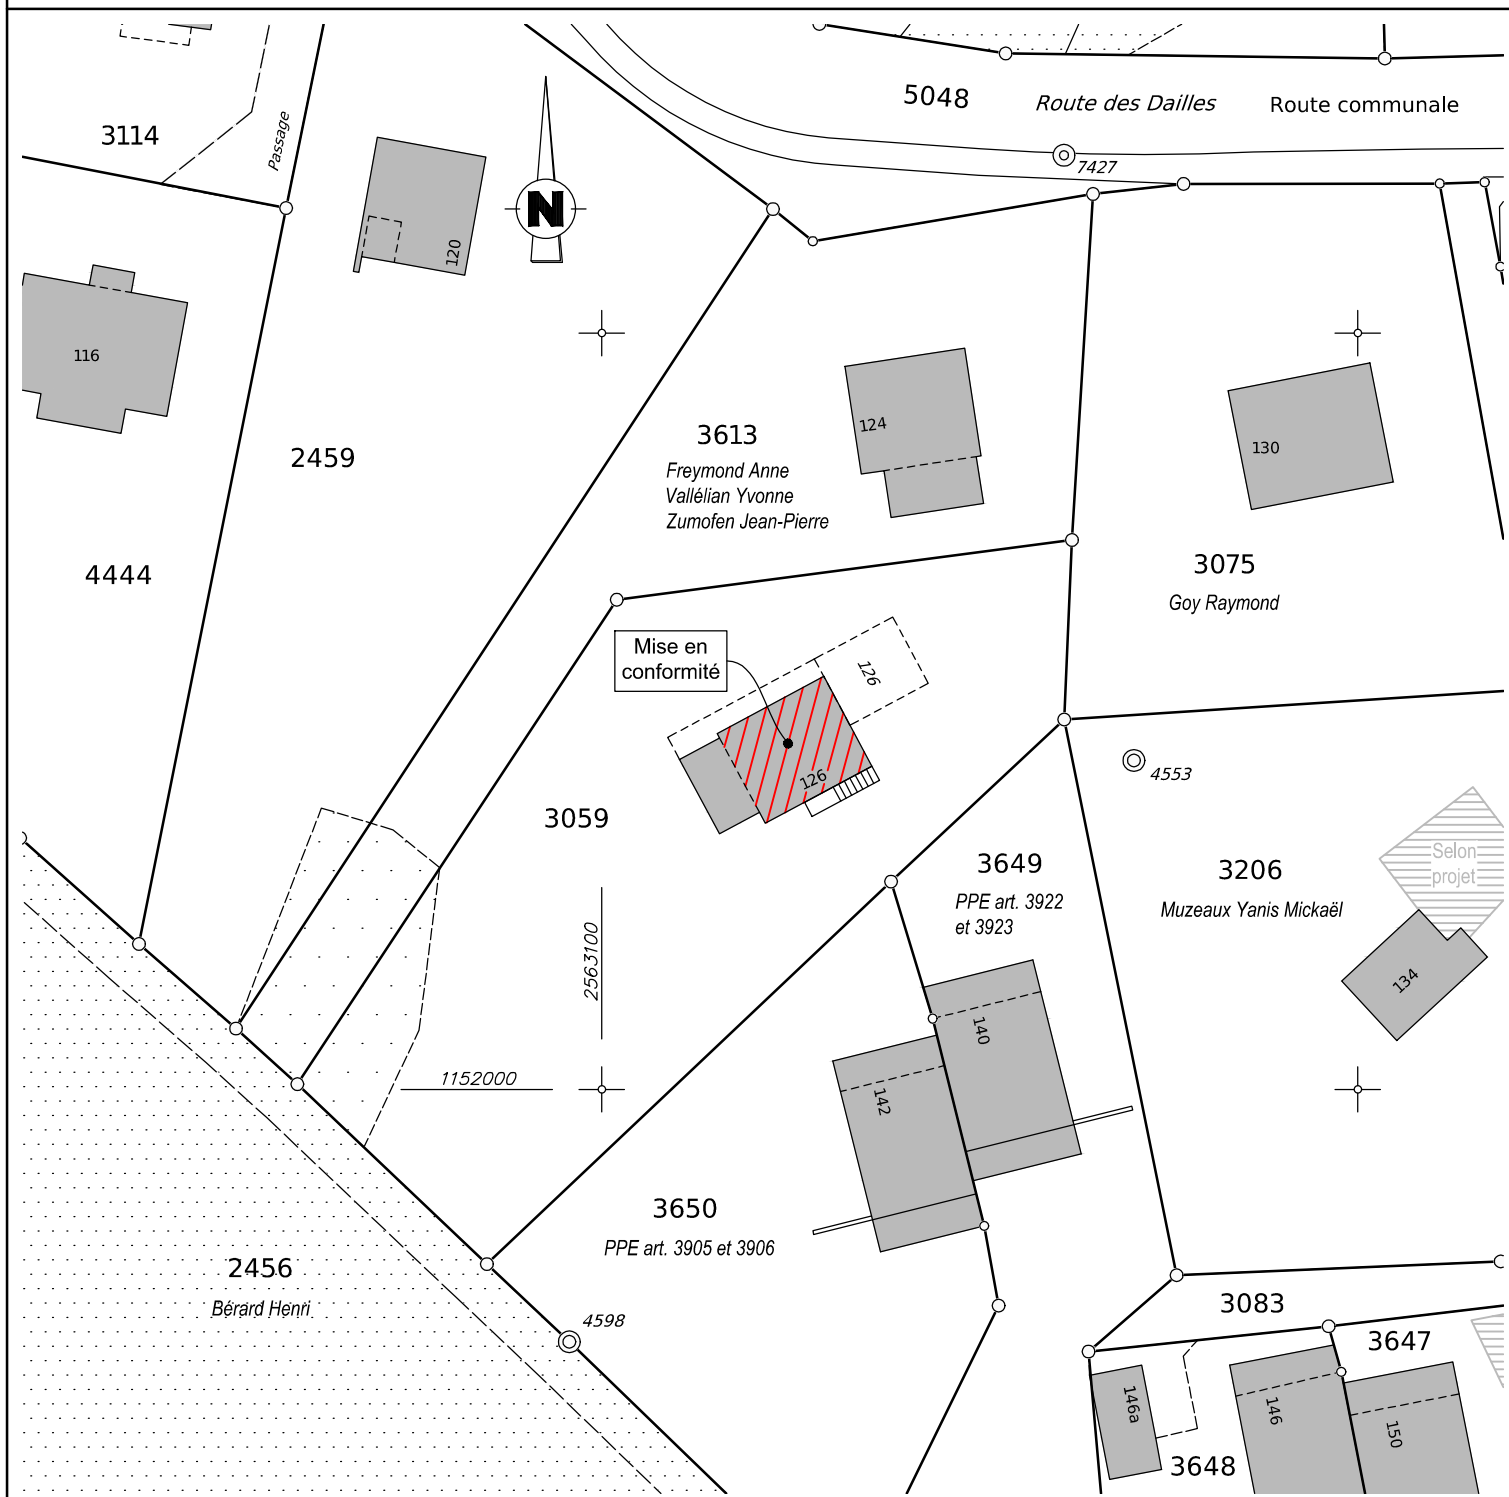 5048
Route des Dailles
Route communale
3114
Passage
7427
N
120
116
124
130
2459
3613
Freymond Anne
Vallélian Yvonne
Zumofen Jean-Pierre
4444
3075
Goy Raymond
Mise en
conformité
126
126
4553
3059
3649
PPE art. 3922
et 3923
3206
Muzeaux Yanis Mickaël
Selon
projet
134
2563100
140
1152000
142
3650
PPE art. 3905 et 3906
2456
Bérard Henri
4598
3083
3647
146a
146
150
3648